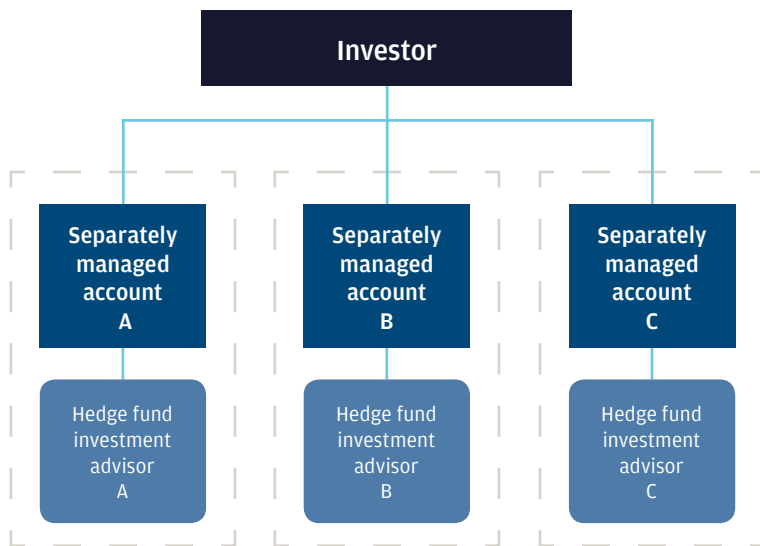 Investor
Separately
managed
account
A
Separately
managed
account
B
Separately
managed
account
C
Hedge fund
investment
advisor
A
Hedge fund
investment
advisor
B
Hedge fund
investment
advisor
C